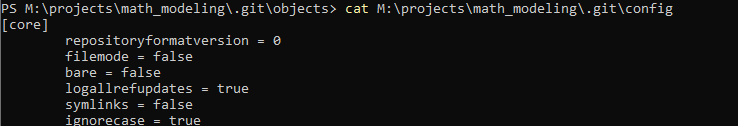 PS M:\projects\math_modeling\.git\objects> cat M:\projects\math_modeling\.git\config
[core]
        repositoryformatversion = 0
        filemode = false
        bare = false
        logallrefupdates = true
        symlinks = false
        ignorecase = true